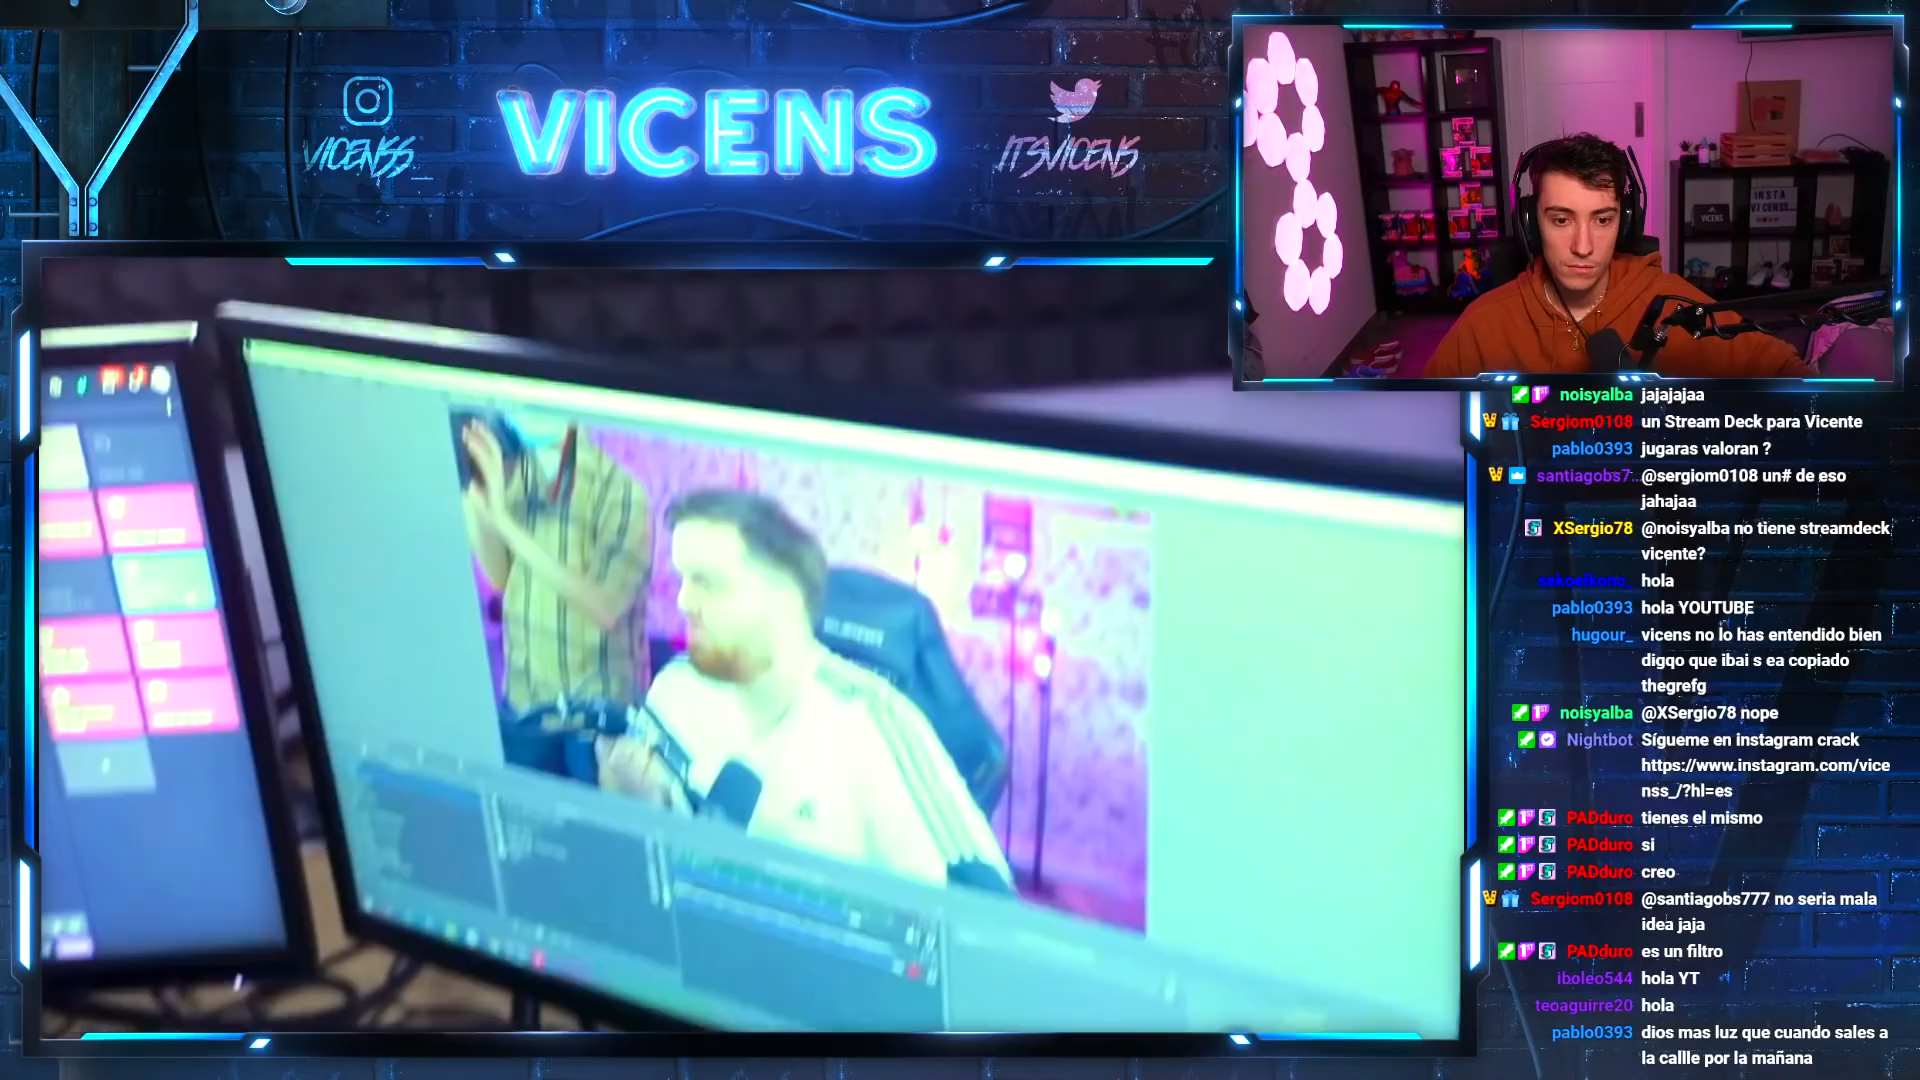 VICENS
VICENSS_
ITSVICENS
INSTA
VICENSS
VICENS
noisyalba jajajajaa
Sergiom0108 un Stream Deck para Vicente
pablo0393 jugaras valoran ?
santiagobs7... @sergiom0108 un# de eso
jahajaa
XSergio78 @noisyalba no tiene streamdeck
vicente?
sekoelkono_ hola
pablo0393 hola YOUTUBE
hugour_ vicens no lo has entendido bien
digqo que ibai s ea copiado
thegrefg
noisyalba @XSergio78 nope
Nightbot Sígueme en instagram crack
https://www.instagram.com/vice
nss_/?hl=es
PADduro tienes el mismo
PADduro si
PADduro creo
Sergiom0108 @santiagobs777 no seria mala
idea jaja
PADduro es un filtro
iboleo544 hola YT
teoaguirre20 hola
pablo0393 dios mas luz que cuando sales a
la callle por la mañana